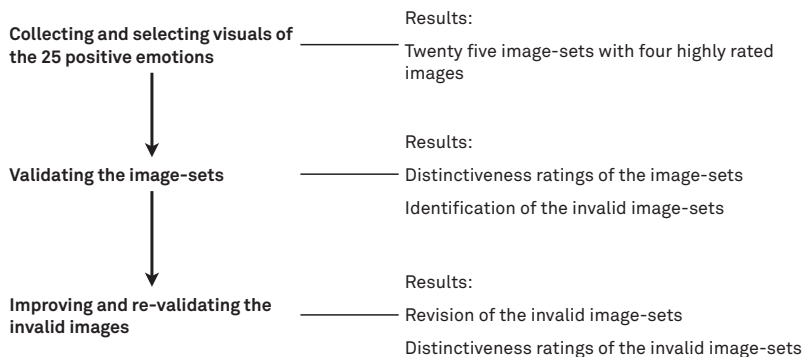 Collecting and selecting visuals of
the 25 positive emotions
Results:
Twenty five image-sets with four highly rated
images
Validating the image-sets
Results:
Distinctiveness ratings of the image-sets
Identification of the invalid image-sets
Improving and re-validating the
invalid images
Results:
Revision of the invalid image-sets
Distinctiveness ratings of the invalid image-sets